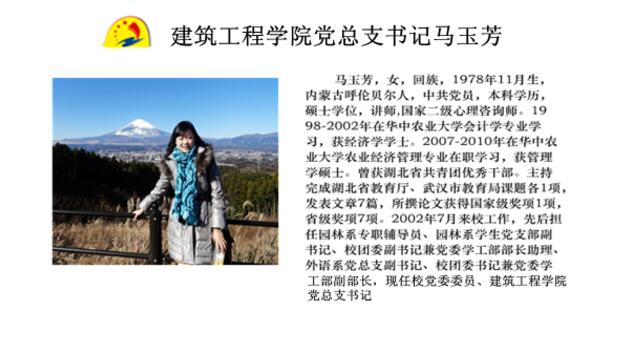 建筑工程学院党总支书记马玉芳
马玉芳，女，回族，1978年11月生，
内蒙古呼伦贝尔人，中共党员，本科学历，
硕士学位，讲师,国家二级心理咨询师。19
98-2002年在华中农业大学会计学专业学
习，获经济学学士。2007-2010年在华中农
业大学农业经济管理专业在职学习，获管理
学硕士。曾获湖北省共青团优秀干部。主持
完成湖北省教育厅、武汉市教育局课题各1项，
发表文章7篇，所撰论文获得国家级奖项1项，
省级奖项7项。2002年7月来校工作，先后担
任园林系专职辅导员、园林系学生党支部副
书记、校团委副书记兼党委学工部部长助理、
外语系党总支副书记、校团委书记兼党委学
工部副部长，现任校党委委员、建筑工程学院
党总支书记